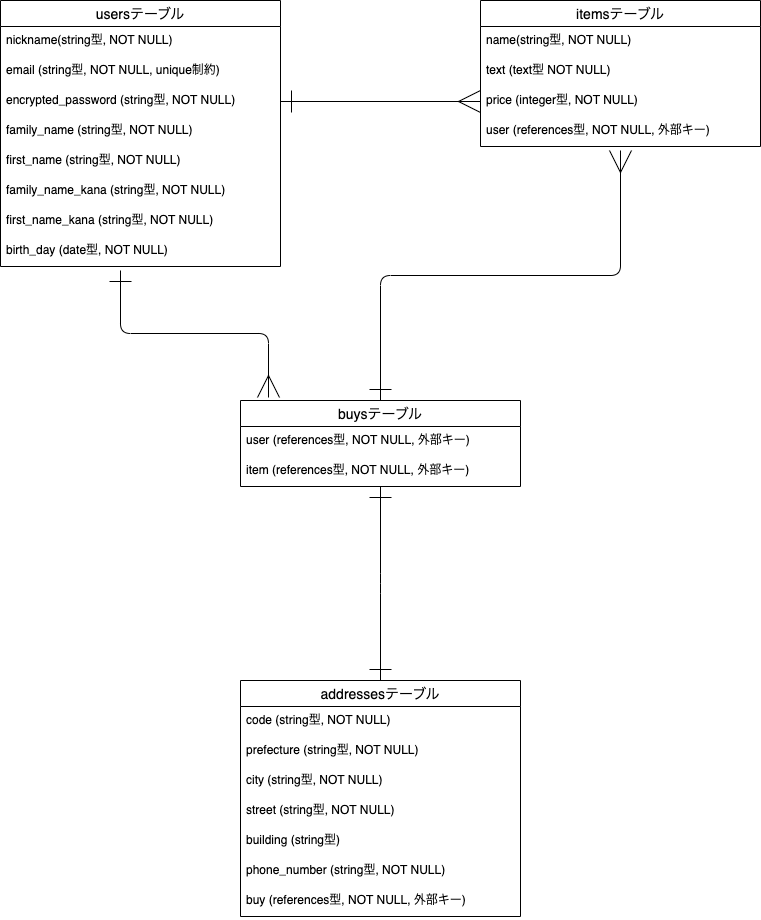 usersテーブル
nickname(string型, NOT NULL)
email (string型, NOT NULL, unique制約)
encrypted_password (string型, NOT NULL)
family_name (string型, NOT NULL)
first_name (string型, NOT NULL)
family_name_kana (string型, NOT NULL)
first_name_kana (string型, NOT NULL)
birth_day (date型, NOT NULL)
itemsテーブル
name(string型, NOT NULL)
text (text型 NOT NULL)
price (integer型, NOT NULL)
user (references型, NOT NULL, 外部キー)
buysテーブル
user (references型, NOT NULL, 外部キー)
item (references型, NOT NULL, 外部キー)
addressesテーブル
code (string型, NOT NULL)
prefecture (string型, NOT NULL)
city (string型, NOT NULL)
street (string型, NOT NULL)
building (string型)
phone_number (string型, NOT NULL)
buy (references型, NOT NULL, 外部キー)